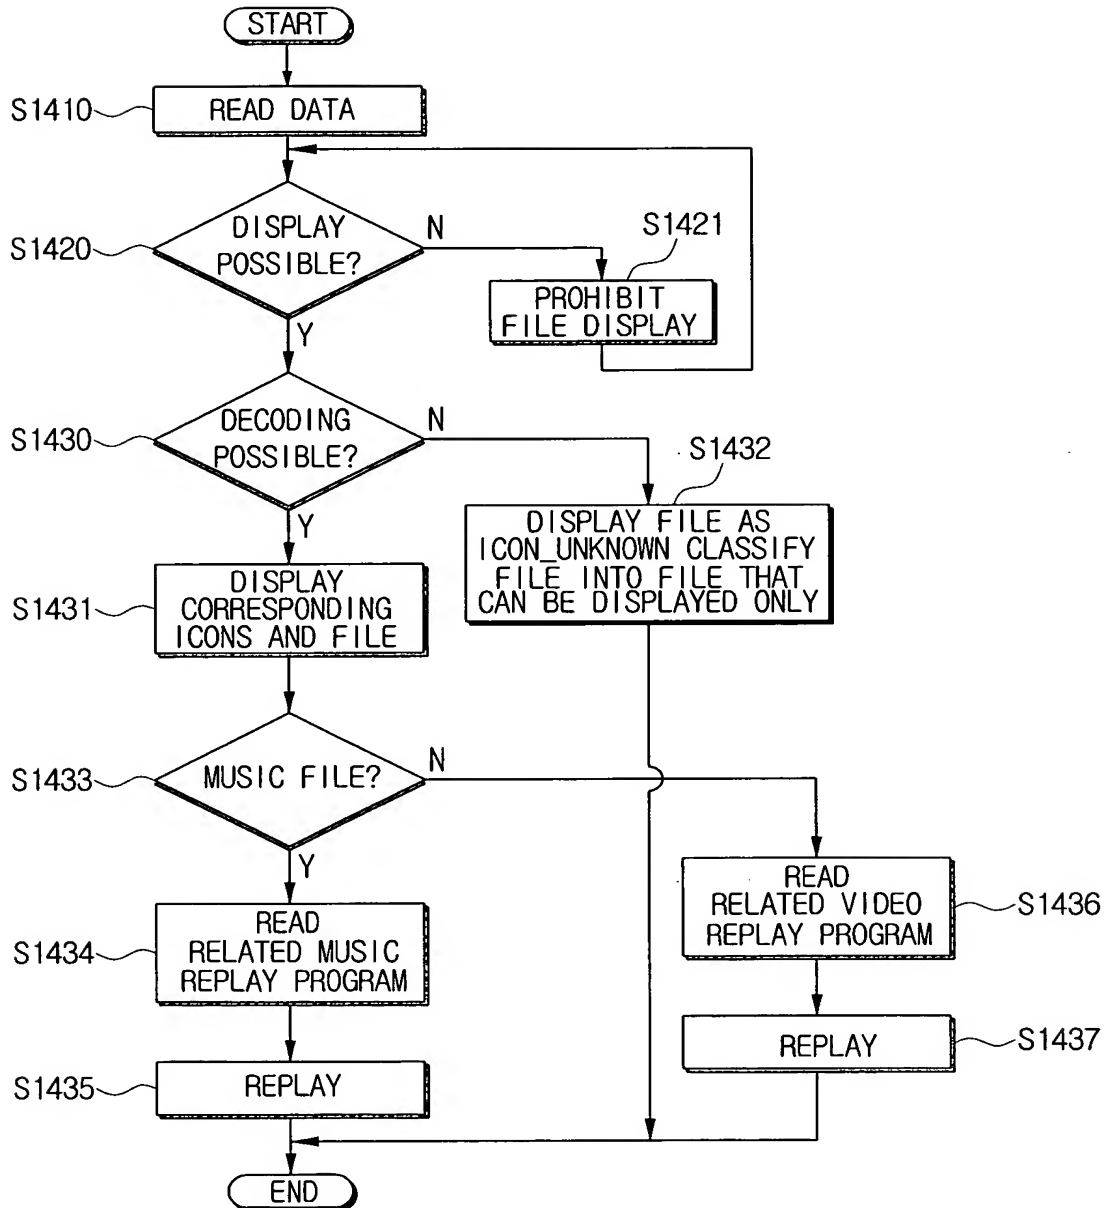 START
S1410
READ DATA
S1420
DISPLAY
POSSIBLE?
N
Y
S1421
PROHIBIT
FILE DISPLAY
S1430
DECODING
POSSIBLE?
N
Y
S1432
DISPLAY FILE AS
ICON_UNKNOWN CLASSIFY
FILE INTO FILE THAT
CAN BE DISPLAYED ONLY
S1431
DISPLAY
CORRESPONDING
ICONS AND FILE
S1433
MUSIC FILE?
N
Y
S1434
READ
RELATED MUSIC
REPLAY PROGRAM
READ
RELATED VIDEO
REPLAY PROGRAM
S1436
S1435
REPLAY
REPLAY
S1437
END